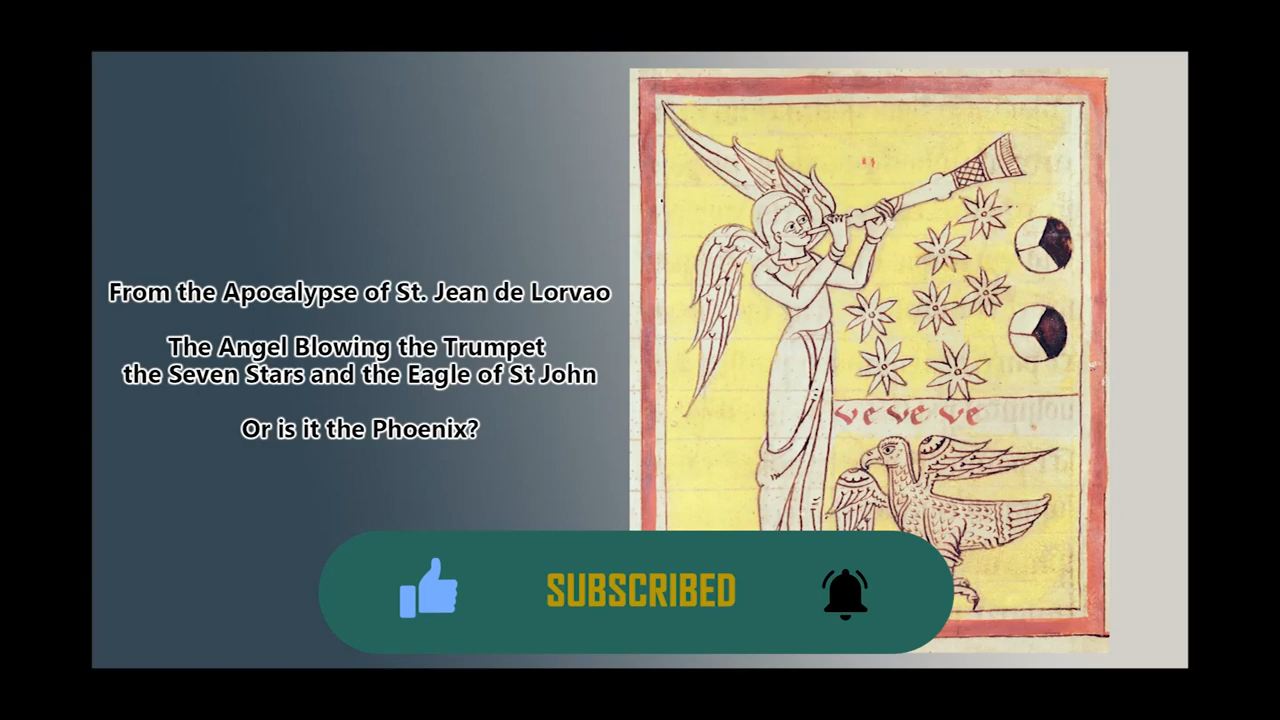 From the Apocalypse of St. Jean de Lorvao
The Angel Blowing the Trumpet
the Seven Stars and the Eagle of St John
Or is it the Phoenix?
ve ve ve
SUBSCRIBED